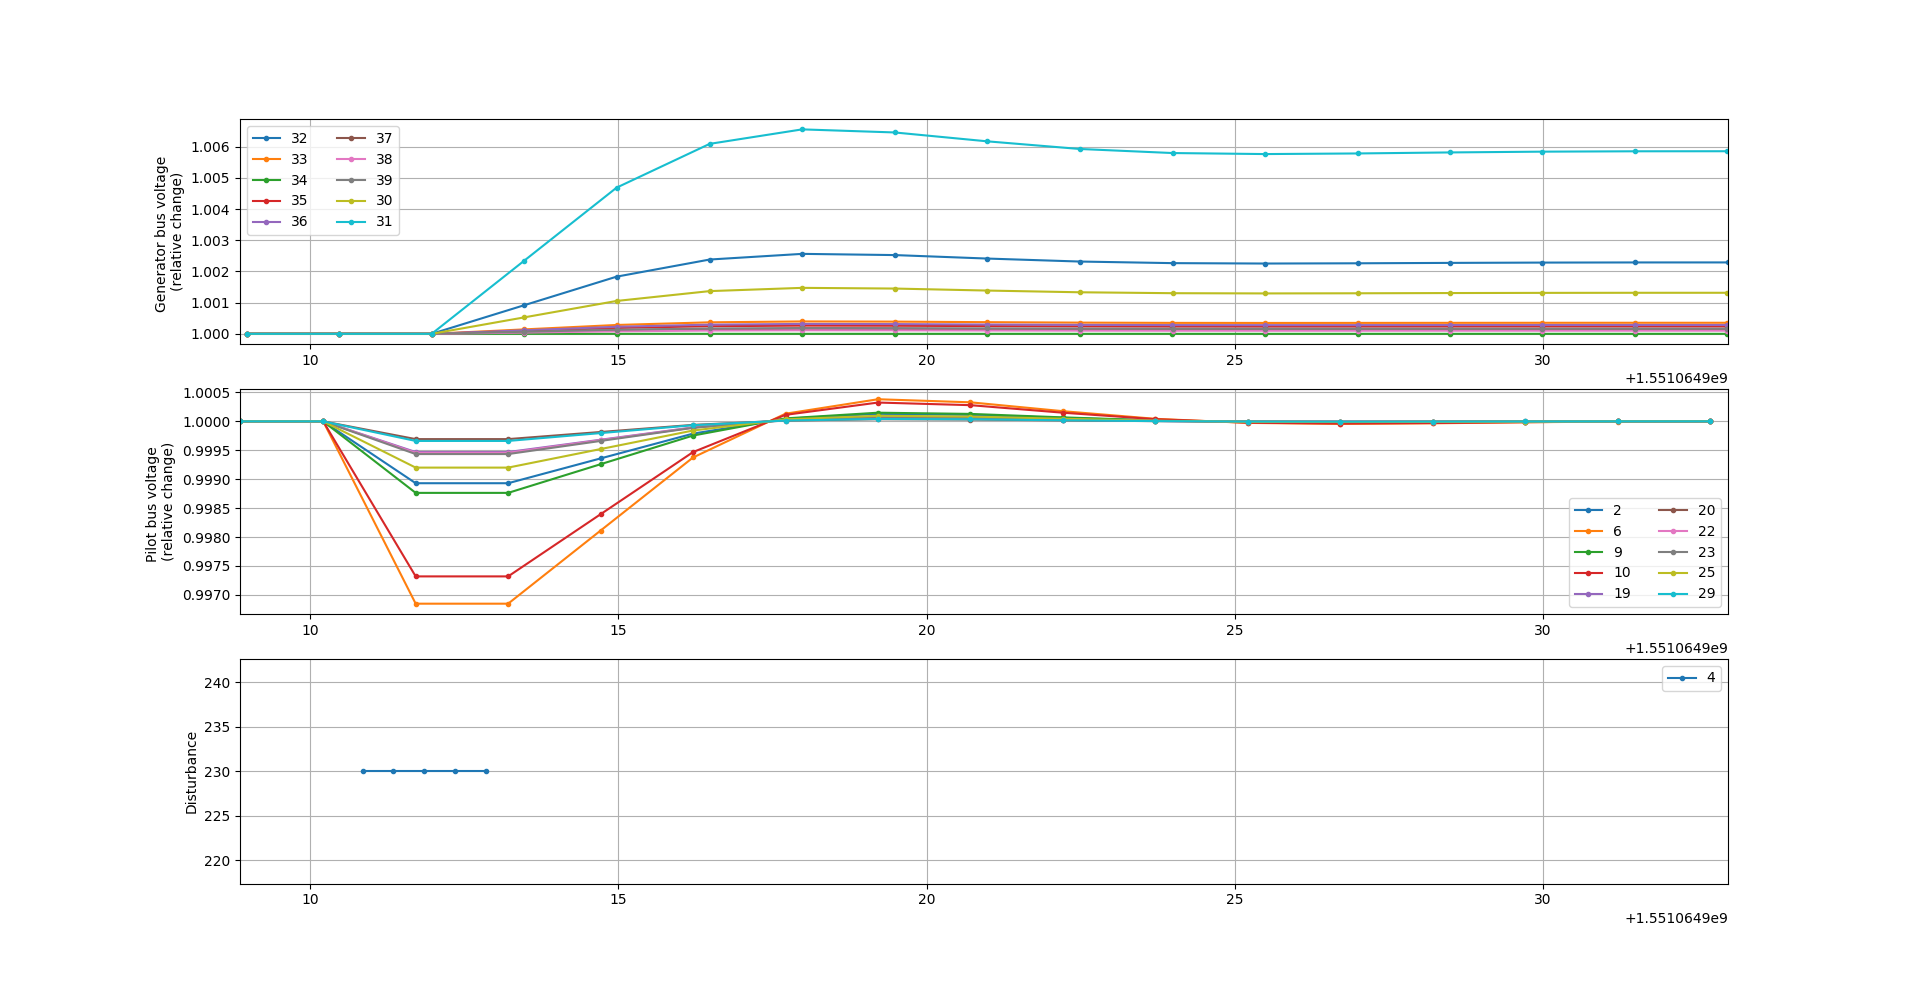 Generator bus voltage
(relative change)
1.006
1.005
1.004
1.003
1.002
1.001
1.000
32 37
33 38
34 39
35 30
36 31
10 15 20 25 30
+1.5510649e9
Pilot bus voltage
(relative change)
1.0005
1.0000
0.9995
0.9990
0.9985
0.9980
0.9975
0.9970
2 20
6 22
9 23
10 25
19 29
10 15 20 25 30
+1.5510649e9
Disturbance
240
235
230
225
220
4
10 15 20 25 30
+1.5510649e9